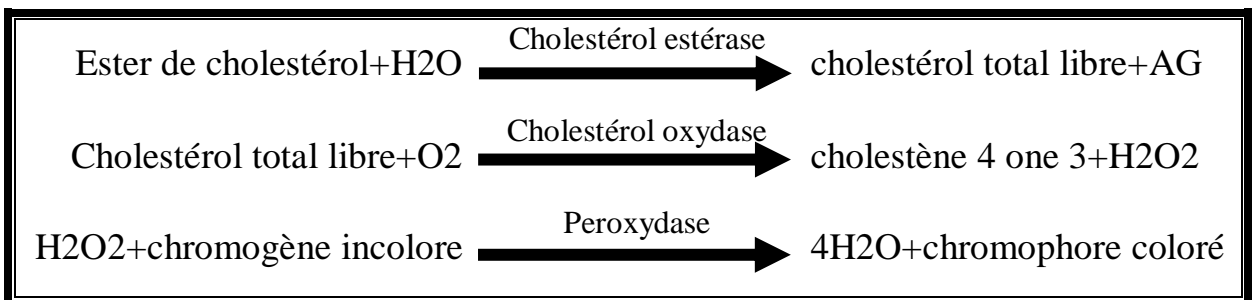 Cholestérol estérase
Ester de cholestérol+H2O cholestérol total libre+AG
Cholestérol oxydase
Cholestérol total libre+O2 cholestène 4 one 3+H2O2
Peroxydase
H2O2+chromogène incolore 4H2O+chromophore coloré